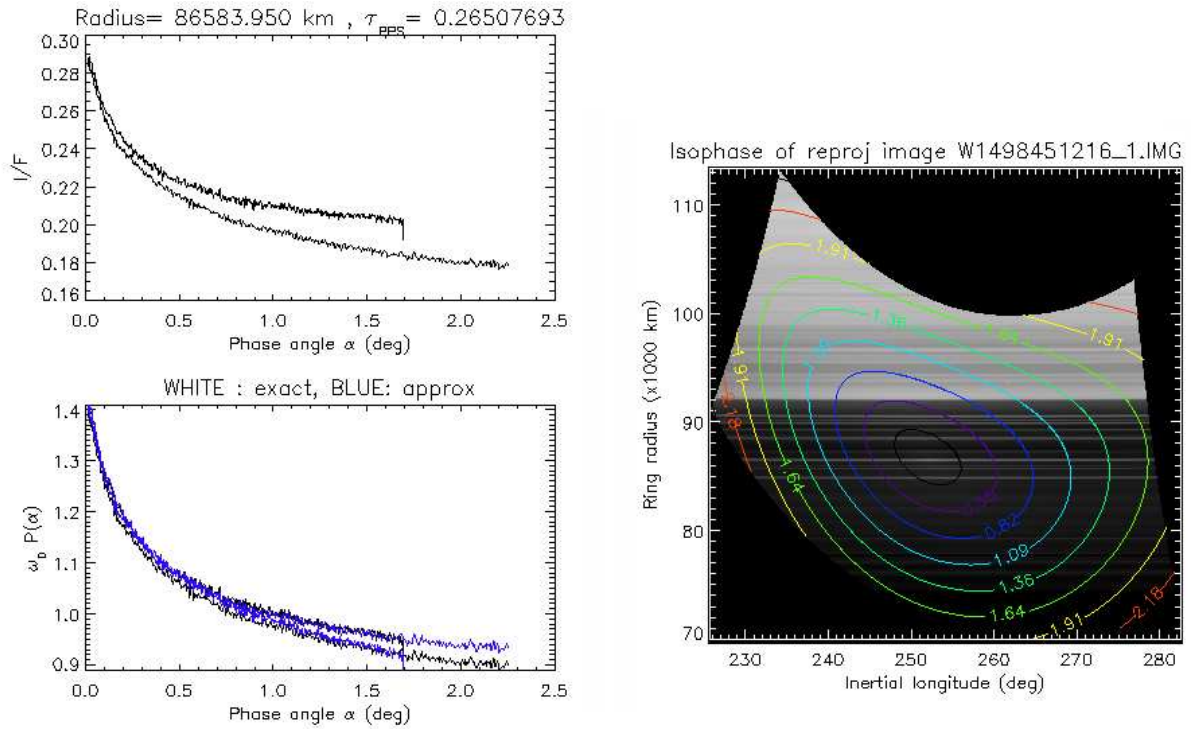 Radius= 86583.950 km , τ_PPS= 0.26507693
0.30
0.28
0.26
0.24
0.22
0.20
0.18
0.16
I/F
0.0 0.5 1.0 1.5 2.0 2.5
Phase angle α (deg)
WHITE : exact, BLUE: approx
1.4
1.3
1.2
1.1
1.0
0.9
ω₀ P(α)
0.0 0.5 1.0 1.5 2.0 2.5
Phase angle α (deg)
Isophase of reproj image W1498451216_1.IMG
110
100
90
80
70
Ring radius (x1000 km)
1.91
1.91
1.36
1.91
2.18
1.64
0.82
1.09
1.36
1.64
1.91
2.18
230 240 250 260 270 280
Inertial longitude (deg)